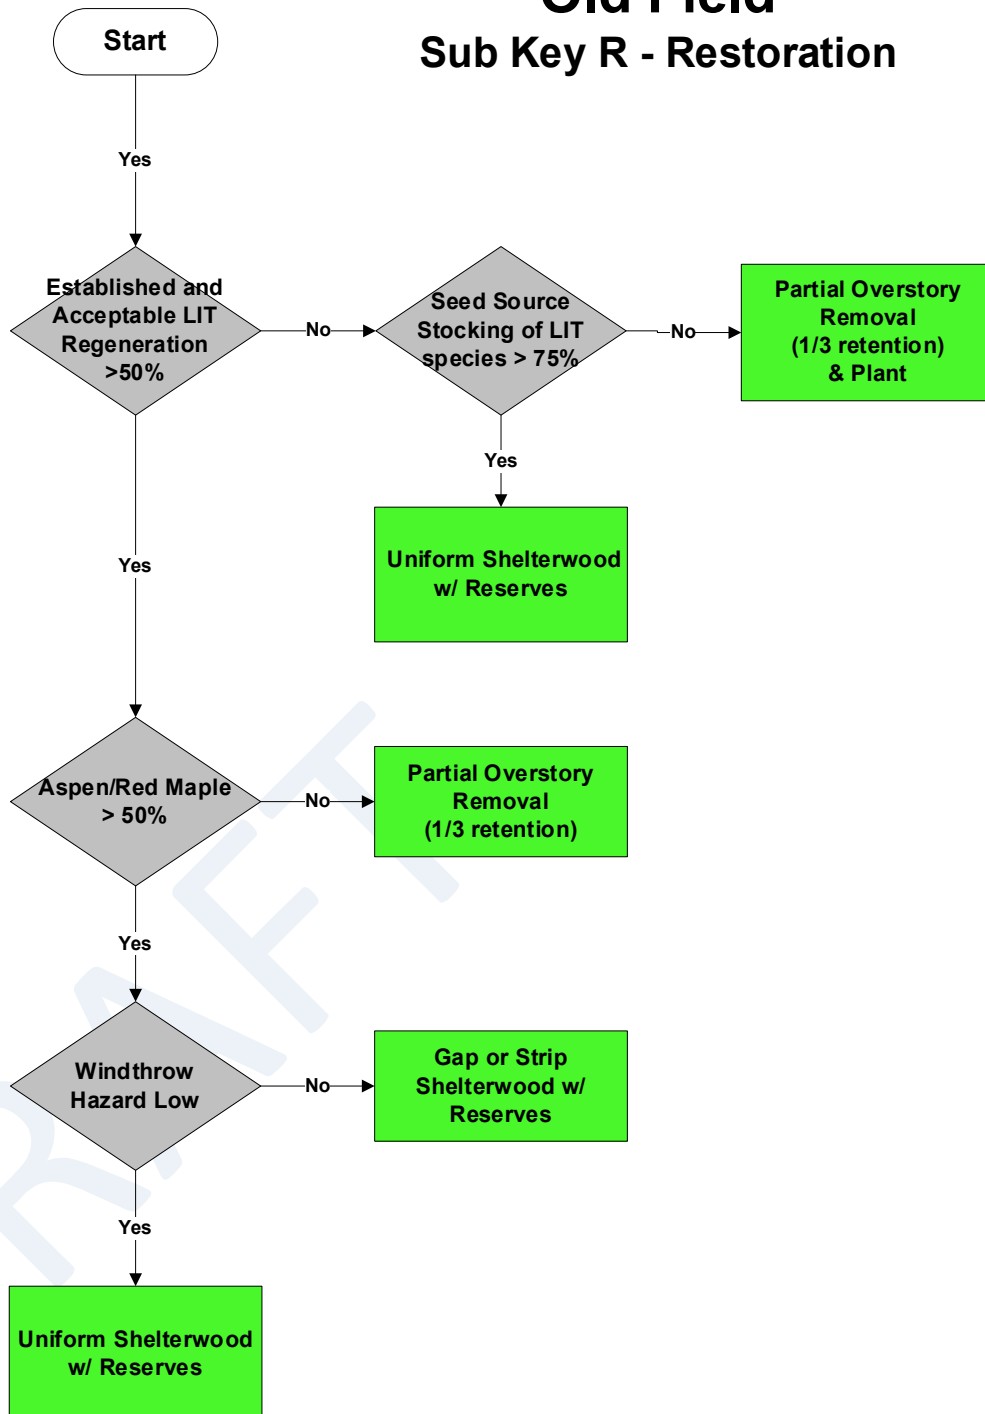 Old Field
Sub Key R - Restoration
Start
Yes
Established and
Acceptable LIT
Regeneration
>50%
No
Seed Source
Stocking of LIT
species > 75%
No
Partial Overstory
Removal
(1/3 retention)
& Plant
Yes
Uniform Shelterwood
w/ Reserves
Yes
Aspen/Red Maple
> 50%
No
Partial Overstory
Removal
(1/3 retention)
Yes
Windthrow
Hazard Low
No
Gap or Strip
Shelterwood w/
Reserves
Yes
Uniform Shelterwood
w/ Reserves
RAFT